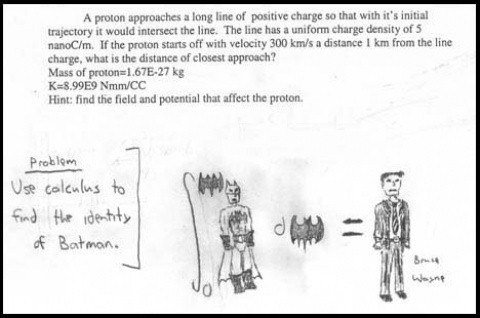 A proton approaches a long line of positive charge so that with it's initial
trajectory it would intersect the line. The line has a uniform charge density of 5
nanoC/m. If the proton starts off with velocity 300 km/s a distance 1 km from the line
charge, what is the distance of closest approach?
Mass of proton=1.67E-27 kg
K=8.99E9 Nmm/CC
Hint: find the field and potential that affect the proton.
Problem
Use calculus to
find the identity
of Batman.
∫ 0 d =
Bruce
Wayne